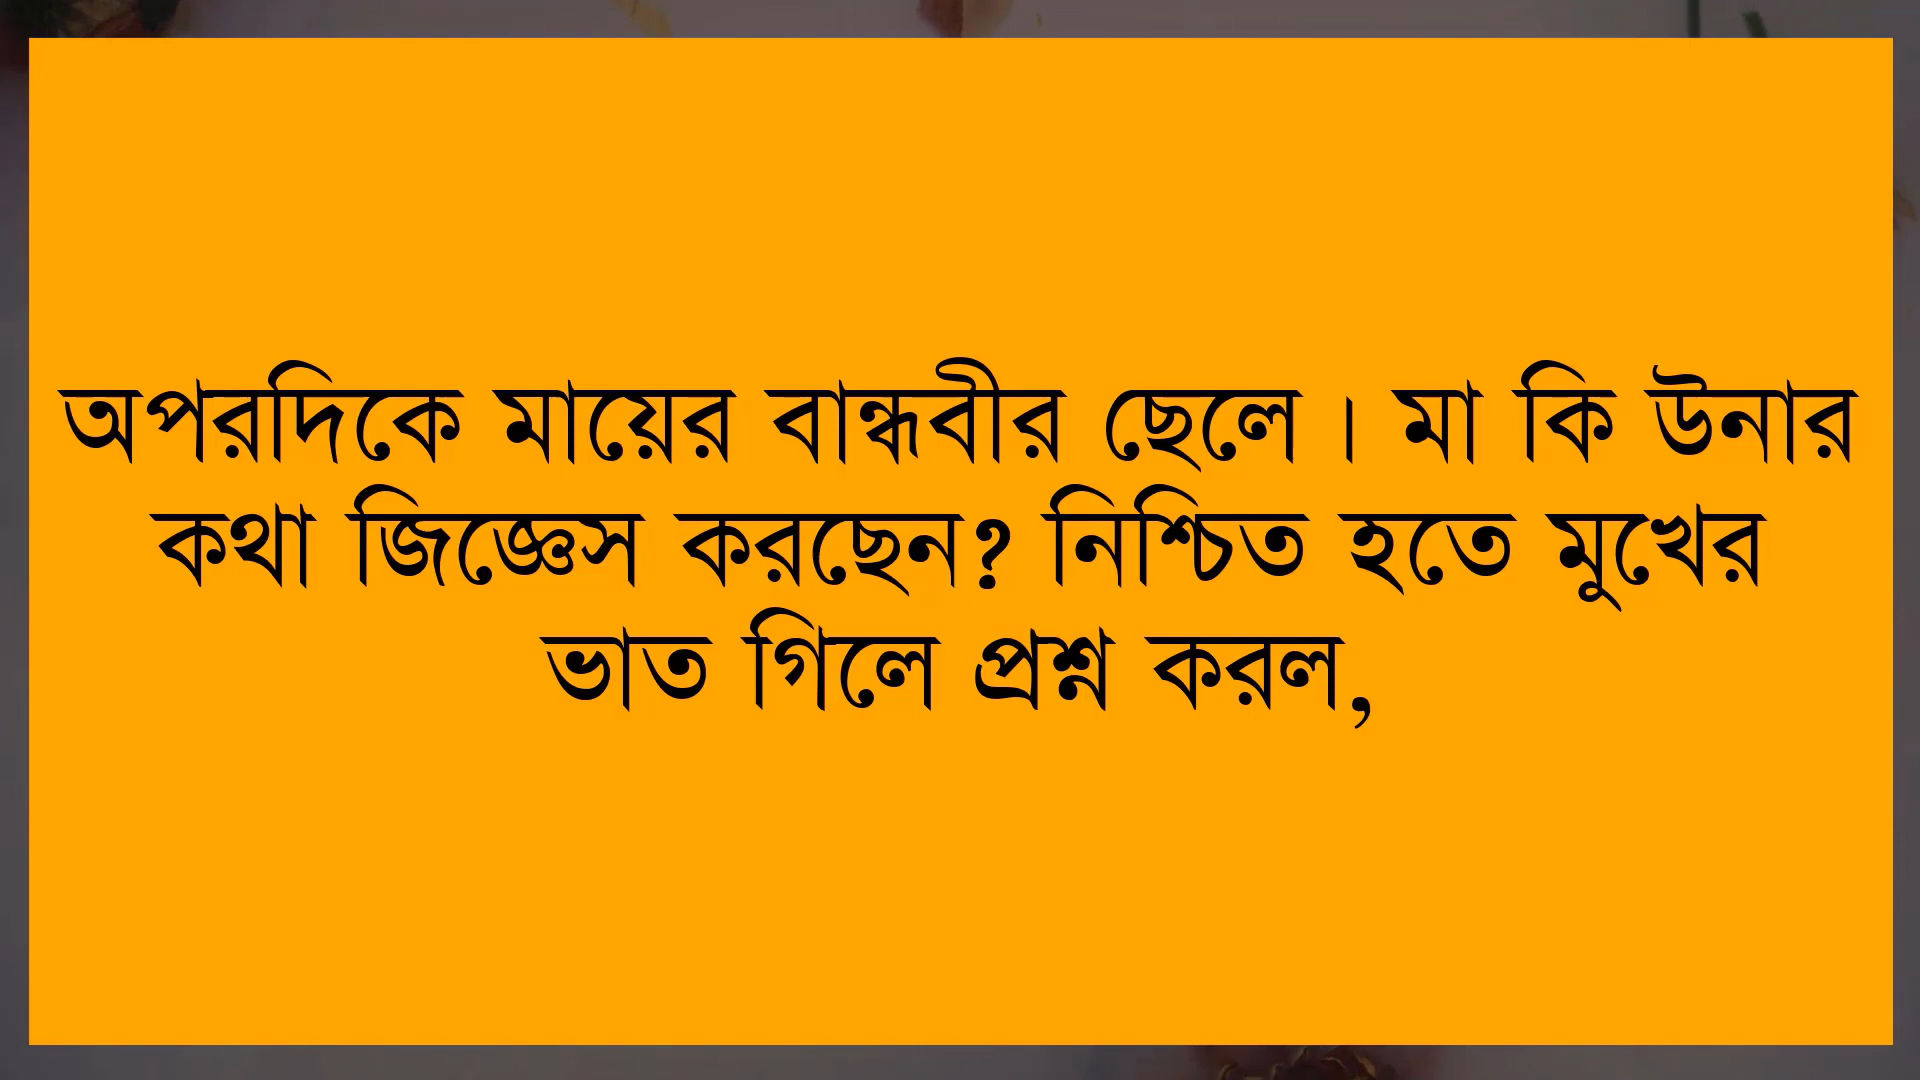 অপরদিকে মায়ের বান্ধবীর ছেলে। মা কি উনার
কথা জিজ্ঞেস করছেন? নিশ্চিত হতে মুখের
ভাত গিলে প্রশ্ন করল,